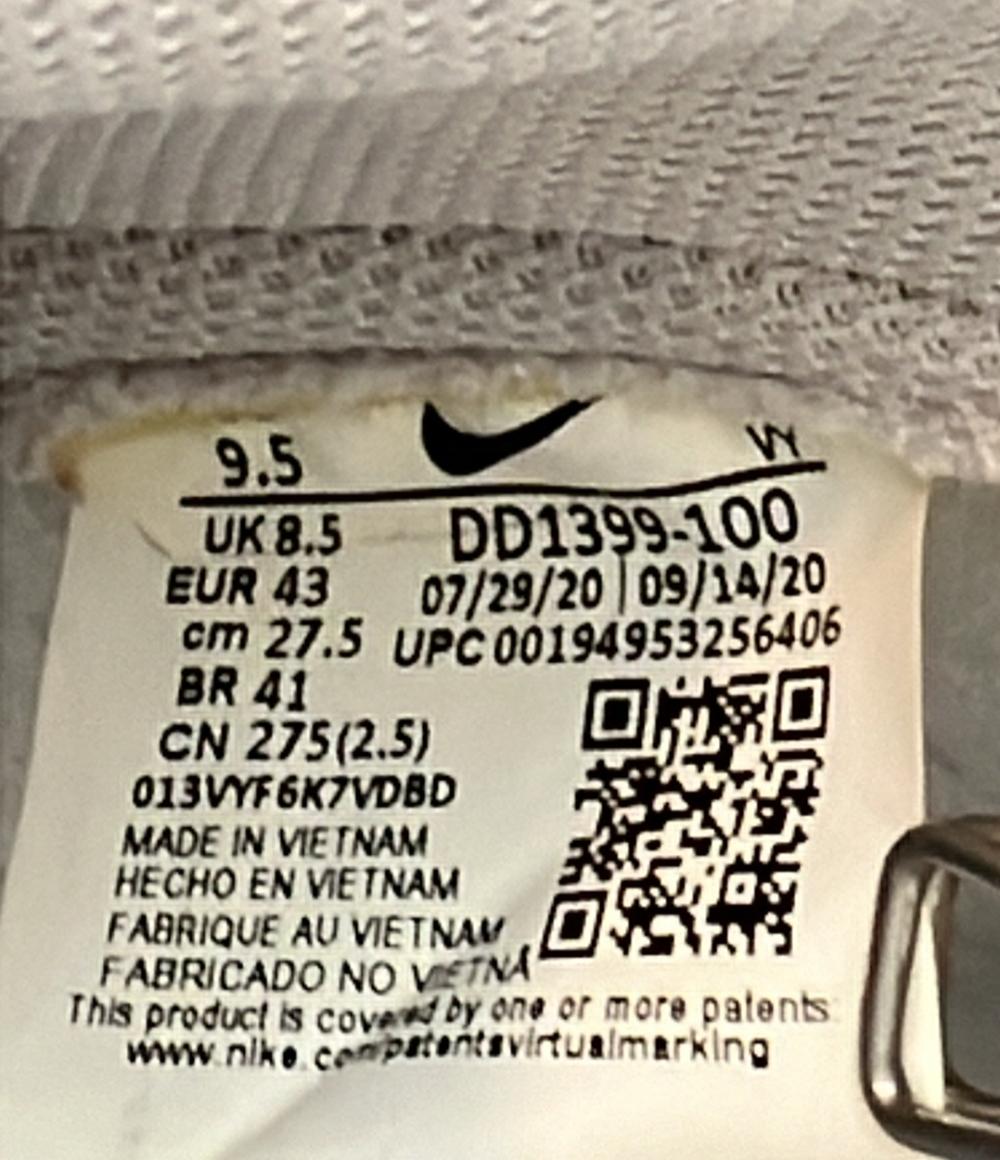 9.5 VY
UK 8.5 DD1399-100
EUR 43 07/29/20 | 09/14/20
cm 27.5 UPC 00194953256406
BR 41
CN 275(2.5)
013VYF6K7VDBD
MADE IN VIETNAM
HECHO EN VIETNAM
FABRIQUE AU VIETNAM
FABRICADO NO VIETNA
This product is covered by one or more patents.
www.nike.com/patentsvirtualmarking